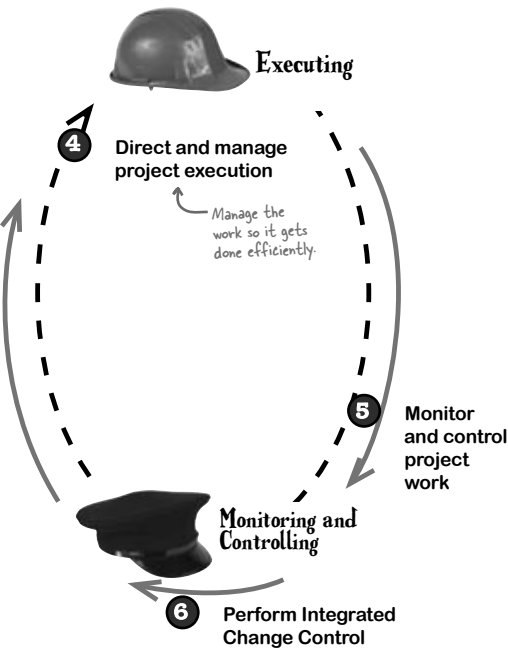 Executing
4
Direct and manage
project execution
Manage the
work so it gets
done efficiently.
5
Monitor
and control
project
work
Monitoring and
Controlling
6
Perform Integrated
Change Control